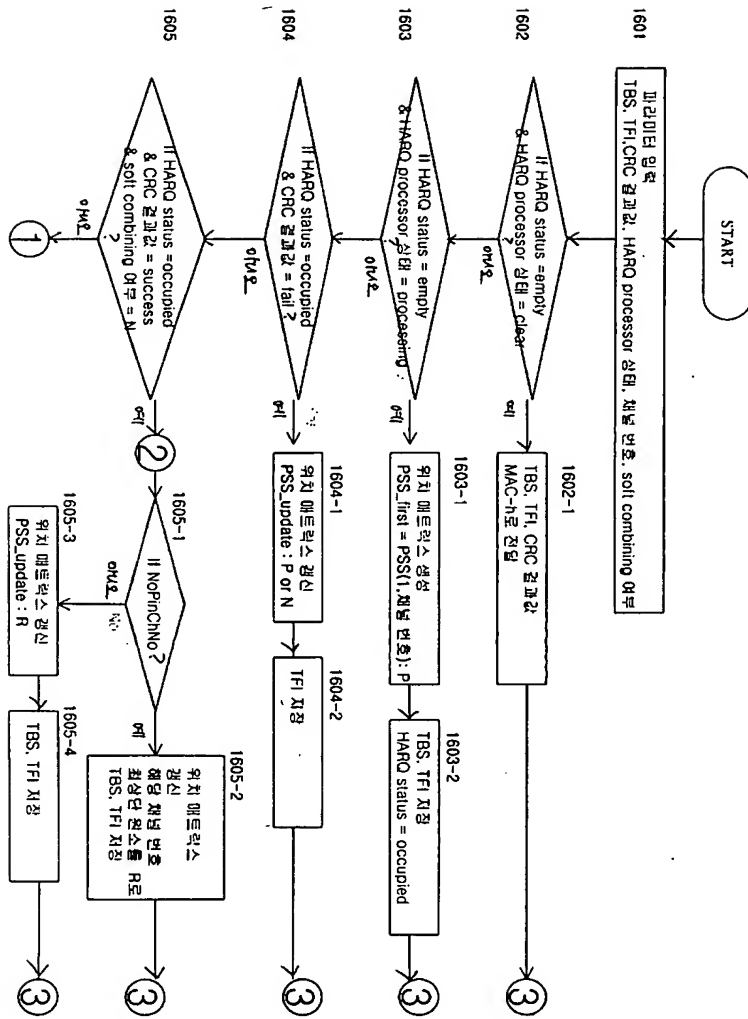 START
1601
파라미터 입력
TBS, TFI,CRC 결과값, HARQ processor 상태, 채널 번호, soft combining 여부
1602
If HARQ status =empty
& HARQ processor 상태 = clear
?
예
아니오
1602-1
TBS, TFI, CRC 결과값
MAC-h로 전달
3
1603
If HARQ status = empty
& HARQ processor 상태 = processing
?
예
아니오
1603-1
위치 매트릭스 생성
PSS_first = PSS(1,채널 번호): P
1603-2
TBS, TFI 저장
HARQ status = occupied
3
1604
If HARQ status =occupied
& CRC 결과값 = fail ?
예
아니오
1604-1
위치 매트릭스 갱신
PSS_update : P or N
1604-2
TFI 저장
3
1605
If HARQ status =occupied
& CRC 결과값 = success
& soft combining 여부 = N
?
예
아니오
1
2
1605-1
If NoPinChNo ?
예
아니오
1605-2
위치 매트릭스
갱신
해당 채널 번호
최상단 원소를 R로
TBS, TFI 저장
3
1605-3
위치 매트릭스 갱신
PSS_update : R
1605-4
TBS, TFI 저장
3